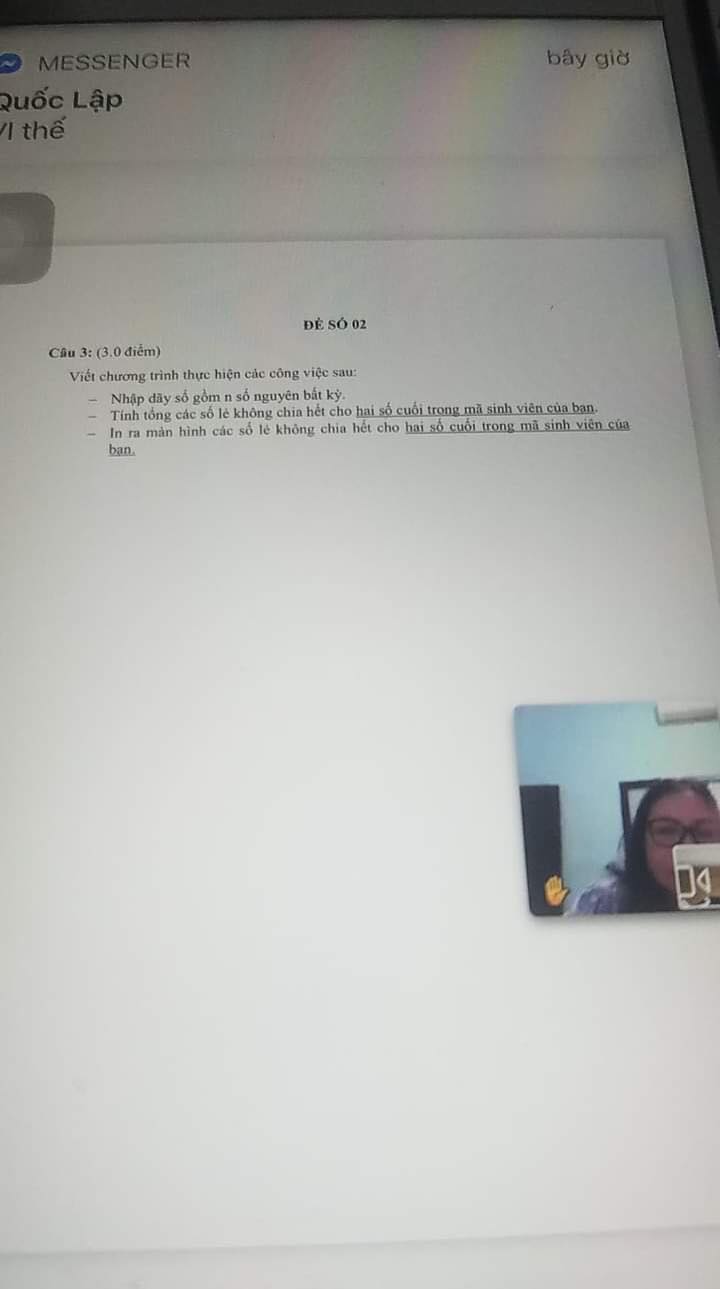 MESSENGER
bây giờ
Quốc Lập
VI thế
ĐỀ SỐ 02
Câu 3: (3.0 điểm)
Viết chương trình thực hiện các công việc sau:
– Nhập dãy số gồm n số nguyên bất kỳ.
– Tính tổng các số lẻ không chia hết cho hai số cuối trong mã sinh viên của bạn.
– In ra màn hình các số lẻ không chia hết cho hai số cuối trong mã sinh viên của
bạn.